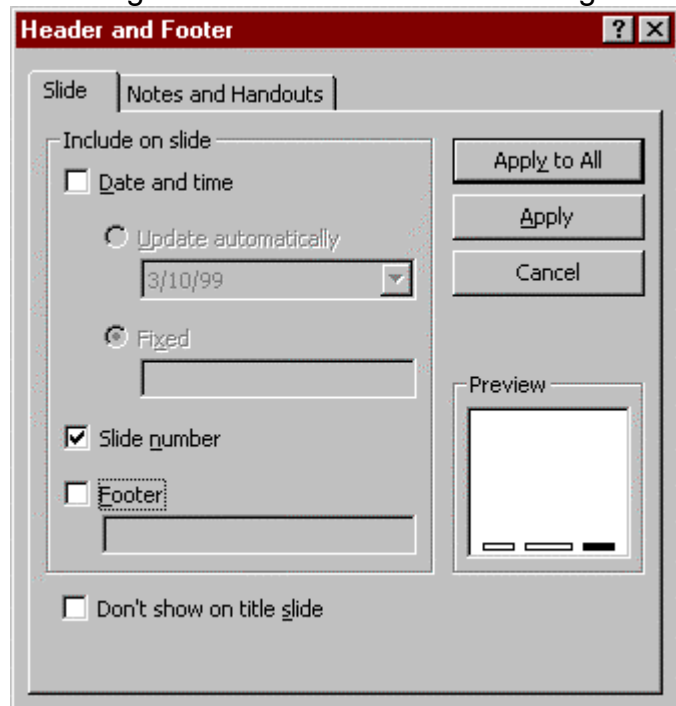 Header and Footer
Slide
Notes and Handouts
Include on slide
Date and time
Update automatically
3/10/99
Fixed
Slide number
Footer
Don't show on title slide
Apply to All
Apply
Cancel
Preview